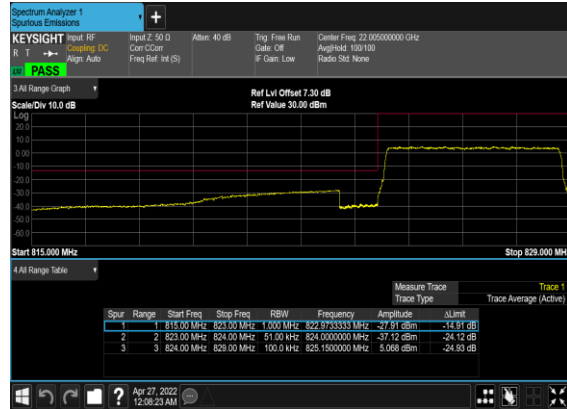 Spectrum Analyzer 1
Spurious Emissions
KEYSIGHT Input: RF Input Z: 50 Ω Atten: 40 dB Trig: Free Run Center Freq: 22.005000000 GHz
R T Coupling: DC Corr CCorr Gate: Off Avg|Hold: 100/100
Align: Auto Freq Ref: Int (S) IF Gain: Low Radio Std: None
PASS
3 All Range Graph Ref Lvl Offset 7.30 dB
Scale/Div 10.0 dB Ref Value 30.00 dBm
Log
20.0
10.0
0.00
-10.0
-20.0
-30.0
-40.0
-50.0
-60.0
Start 815.000 MHz Stop 829.000 MH
4 All Range Table
Measure Trace Trace 1
Trace Type Trace Average (Active)
Spur Range Start Freq Stop Freq RBW Frequency Amplitude ΔLimit
1 1 815.00 MHz 823.00 MHz 1.000 MHz 822.9733333 MHz -27.91 dBm -14.91 dB
2 2 823.00 MHz 824.00 MHz 51.00 kHz 824.0000000 MHz -37.12 dBm -24.12 dB
3 3 824.00 MHz 829.00 MHz 100.0 kHz 825.1500000 MHz 5.068 dBm -24.93 dB
? Apr 27, 2022
12:08:23 AM